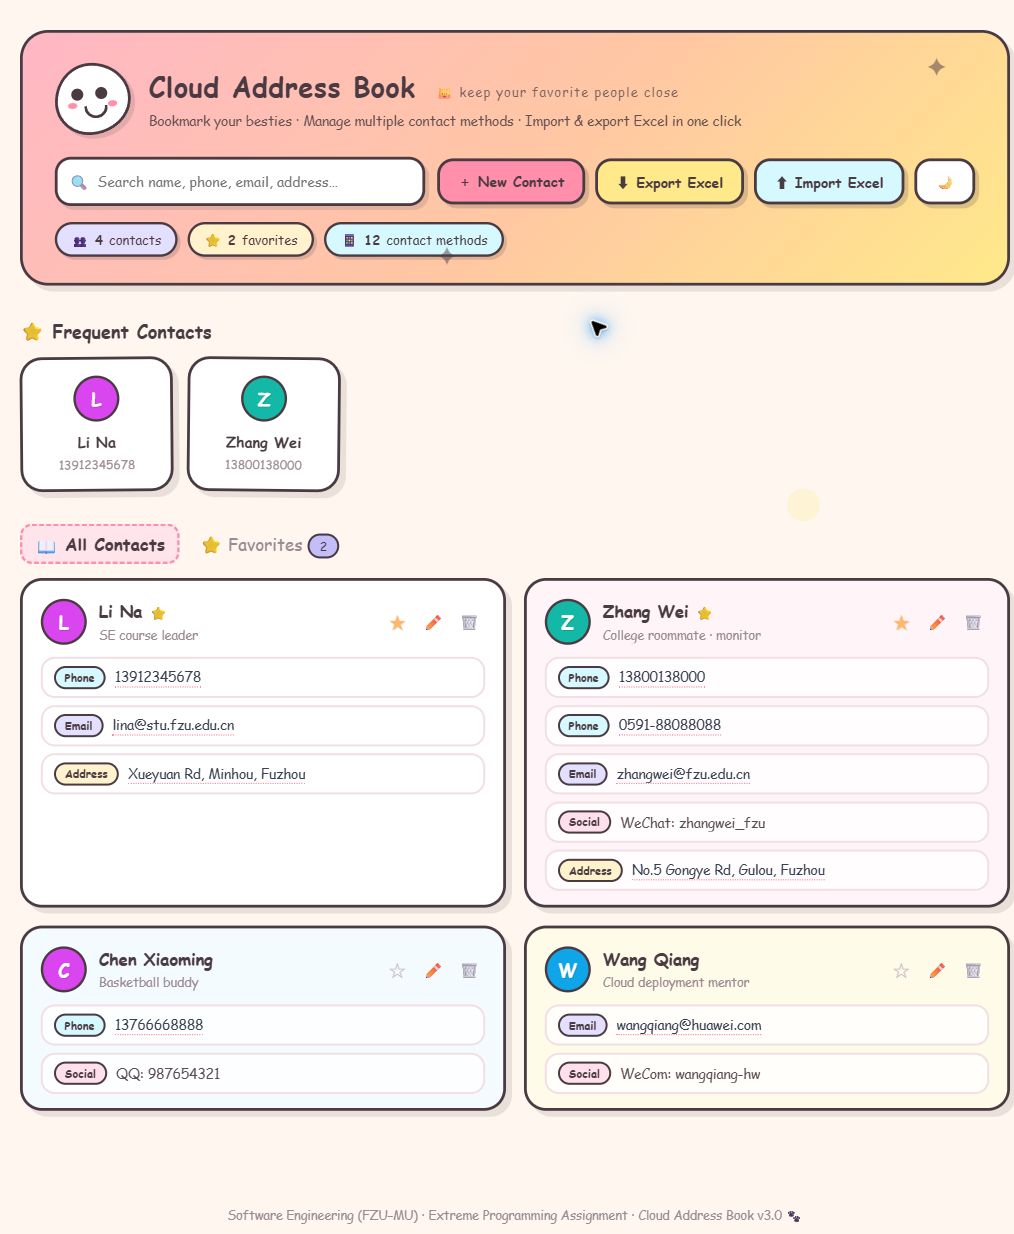 Cloud Address Book
keep your favorite people close
Bookmark your besties · Manage multiple contact methods · Import & export Excel in one click
Search name, phone, email, address...
+ New Contact
⬇ Export Excel
⬆ Import Excel
4 contacts
2 favorites
12 contact methods
Frequent Contacts
L
Li Na
13912345678
Z
Zhang Wei
13800138000
All Contacts
Favorites 2
L
Li Na
SE course leader
Phone 13912345678
Email lina@stu.fzu.edu.cn
Address Xueyuan Rd, Minhou, Fuzhou
Z
Zhang Wei
College roommate · monitor
Phone 13800138000
Phone 0591-88088088
Email zhangwei@fzu.edu.cn
Social WeChat: zhangwei_fzu
Address No.5 Gongye Rd, Gulou, Fuzhou
C
Chen Xiaoming
Basketball buddy
Phone 13766668888
Social QQ: 987654321
W
Wang Qiang
Cloud deployment mentor
Email wangqiang@huawei.com
Social WeCom: wangqiang-hw
Software Engineering (FZU-MU) · Extreme Programming Assignment · Cloud Address Book v3.0